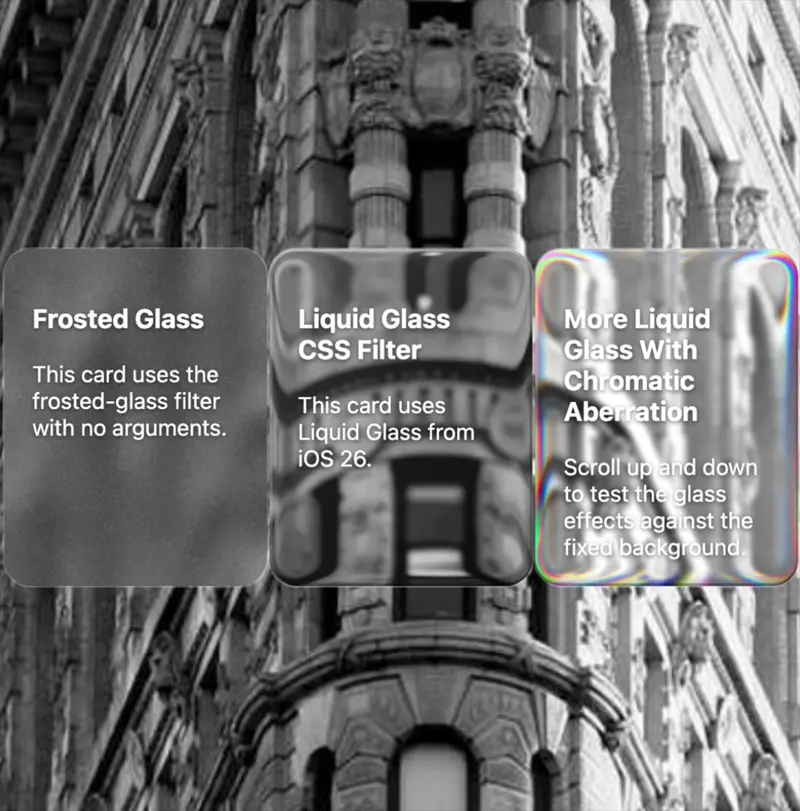 Frosted Glass
This card uses the
frosted-glass filter
with no arguments.
Liquid Glass
CSS Filter
This card uses
Liquid Glass from
iOS 26.
More Liquid
Glass With
Chromatic
Aberration
Scroll up and down
to test the glass
effects against the
fixed background.